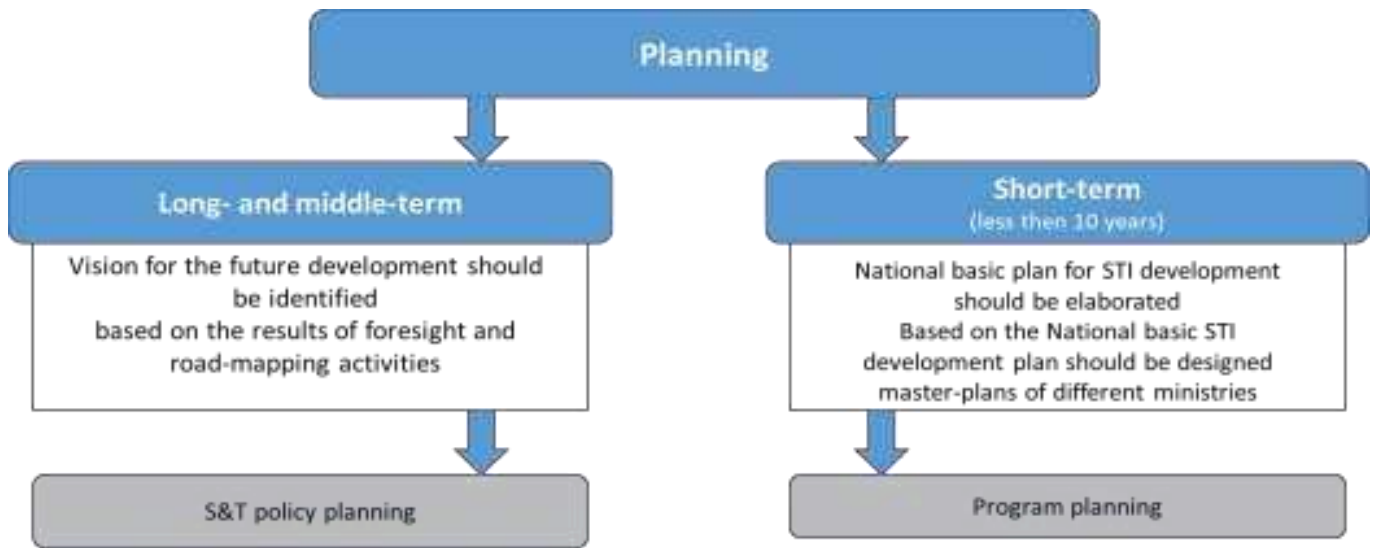 Planning
Long- and middle-term
Vision for the future development should
be identified
based on the results of foresight and
road-mapping activities
S&T policy planning
Short-term
(less then 10 years)
National basic plan for STI development
should be elaborated
Based on the National basic STI
development plan should be designed
master-plans of different ministries
Program planning